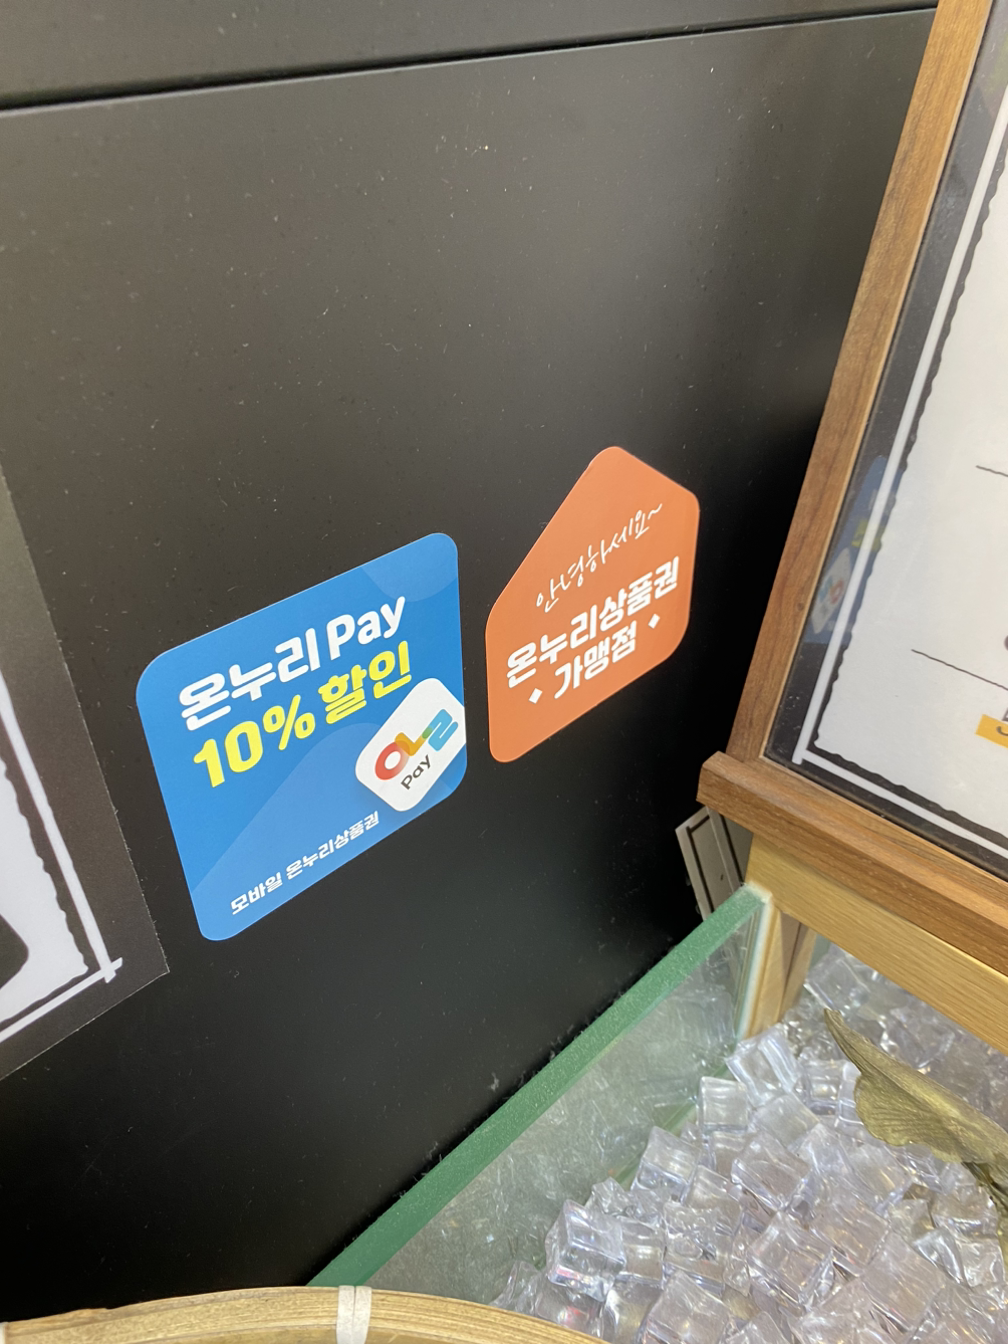 온누리 Pay
10% 할인
Pay
모바일 온누리상품권
안녕하세요~
온누리상품권
가맹점